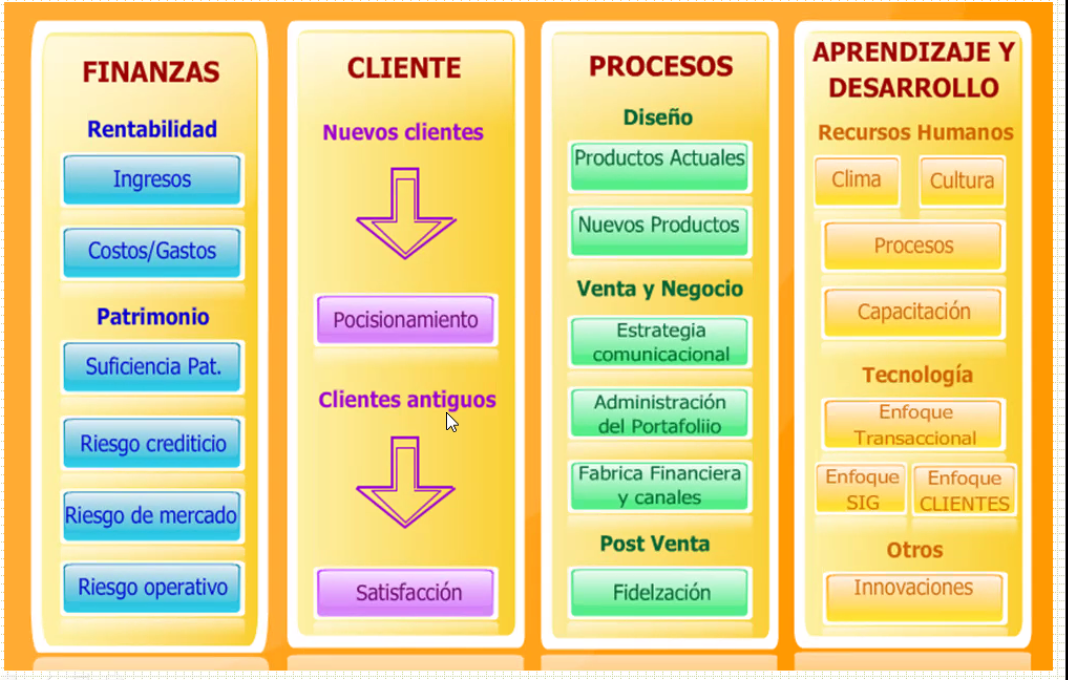 FINANZAS
Rentabilidad
Ingresos
Costos/Gastos
Patrimonio
Suficiencia Pat.
Riesgo crediticio
Riesgo de mercado
Riesgo operativo
CLIENTE
Nuevos clientes
Pocisionamiento
Clientes antiguos
Satisfacción
PROCESOS
Diseño
Productos Actuales
Nuevos Productos
Venta y Negocio
Estrategia
comunicacional
Administración
del Portafoliio
Fabrica Financiera
y canales
Post Venta
Fidelzación
APRENDIZAJE Y
DESARROLLO
Recursos Humanos
Clima
Cultura
Procesos
Capacitación
Tecnología
Enfoque
Transaccional
Enfoque
SIG
Enfoque
CLIENTES
Otros
Innovaciones